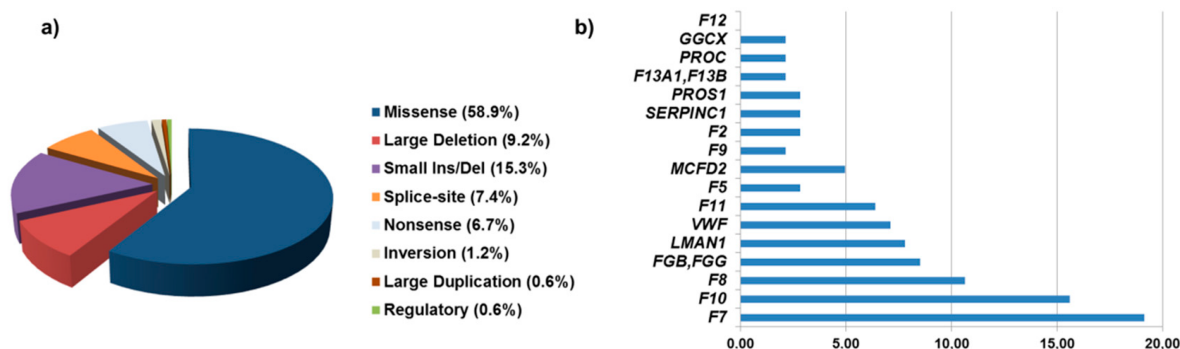 a)
Missense (58.9%)
Large Deletion (9.2%)
Small Ins/Del (15.3%)
Splice-site (7.4%)
Nonsense (6.7%)
Inversion (1.2%)
Large Duplication (0.6%)
Regulatory (0.6%)
b)
F12
GGCX
PROC
F13A1,F13B
PROS1
SERPINC1
F2
F9
MCFD2
F5
F11
VWF
LMAN1
FGB,FGG
F8
F10
F7
0.00 5.00 10.00 15.00 20.00